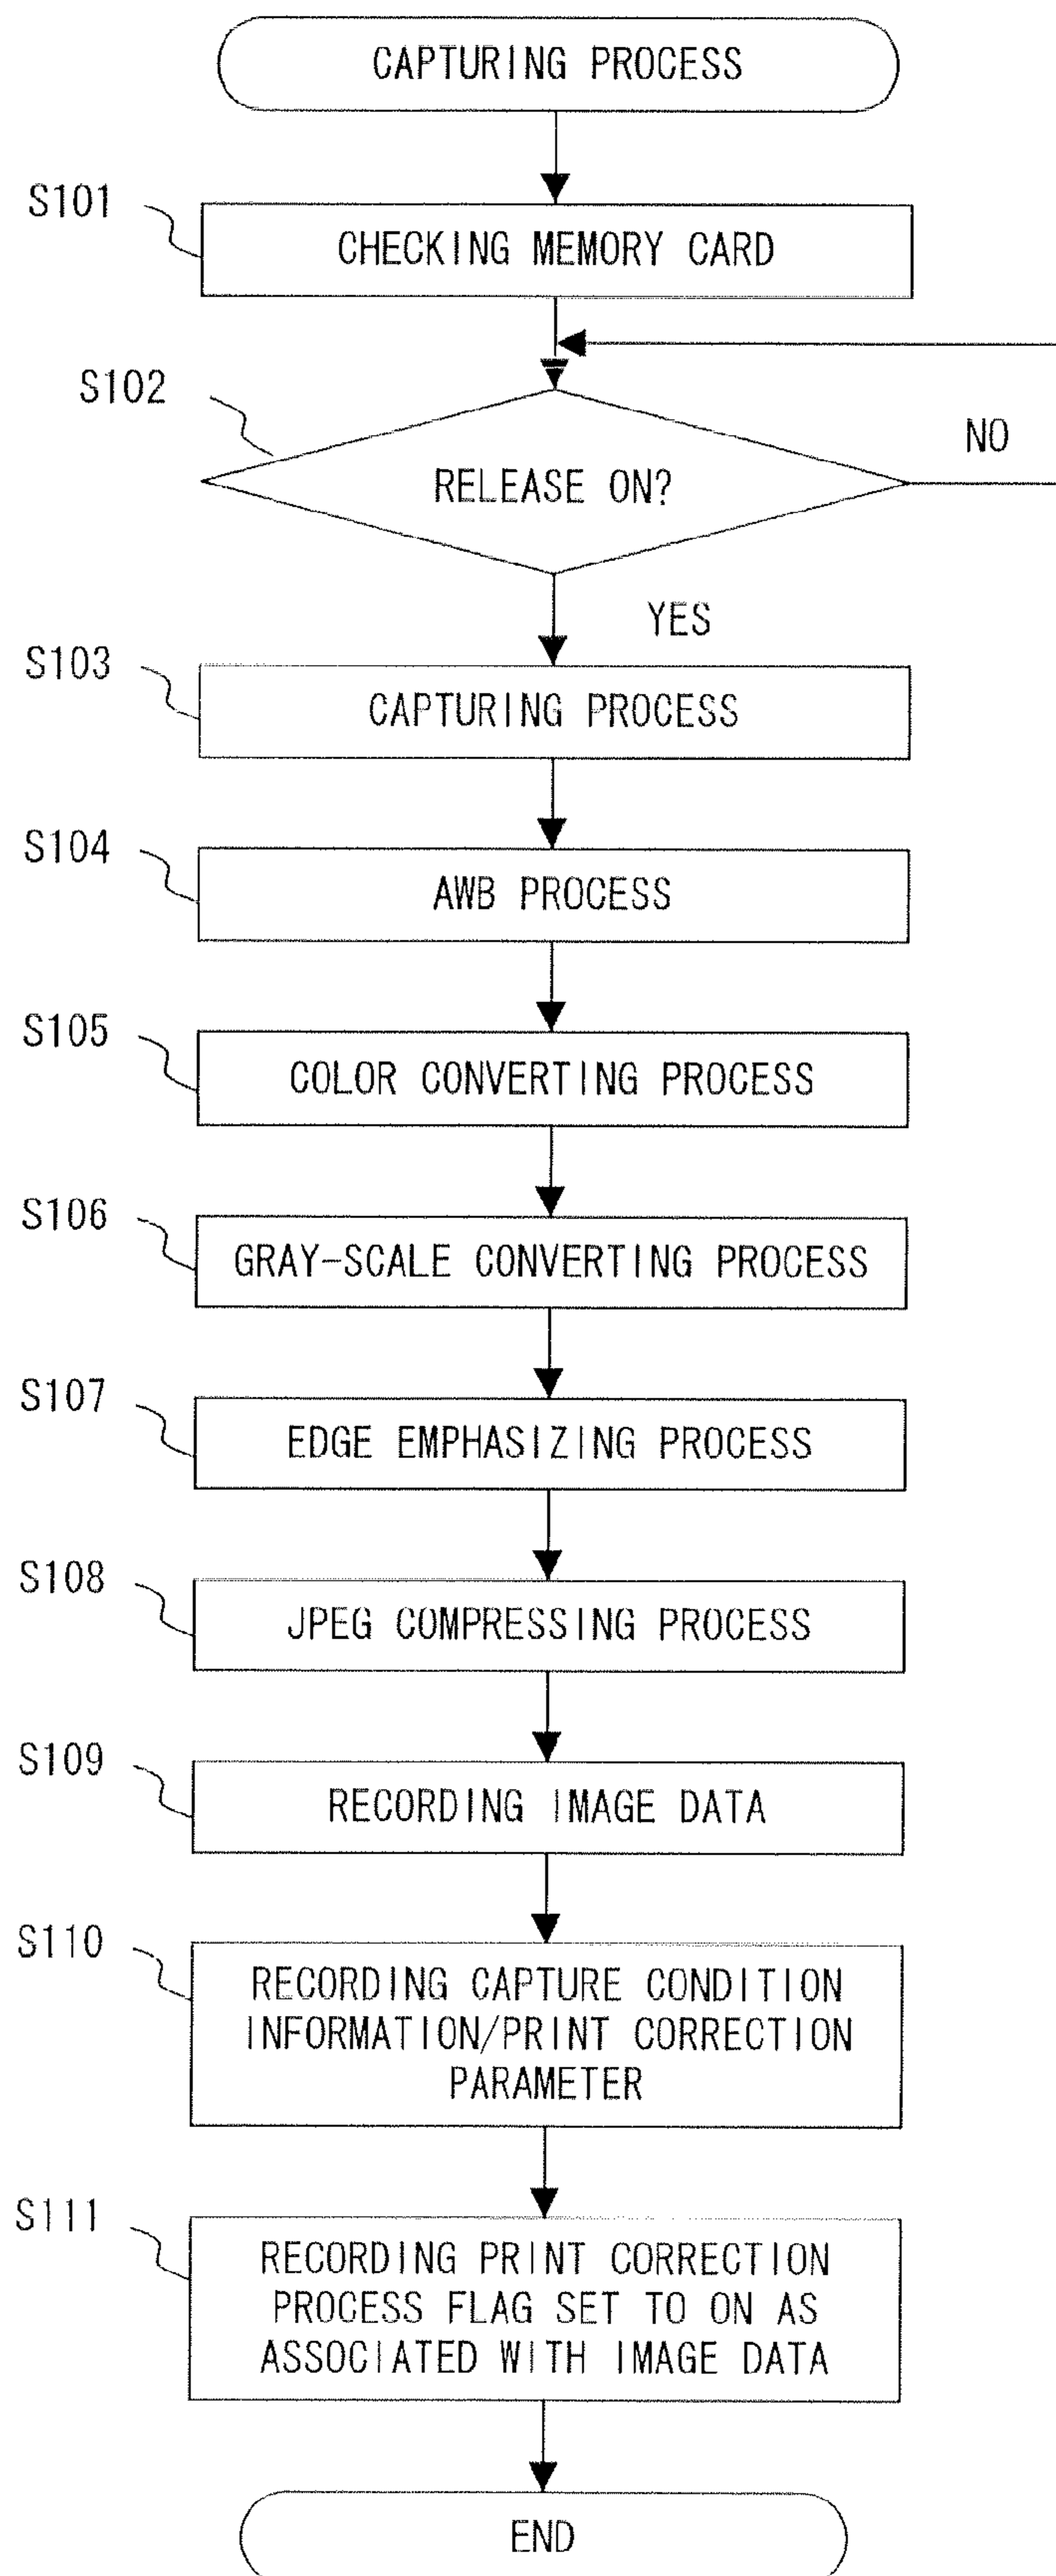 CAPTURING PROCESS
S101
CHECKING MEMORY CARD
S102
RELEASE ON?
NO
YES
S103
CAPTURING PROCESS
S104
AWB PROCESS
S105
COLOR CONVERTING PROCESS
S106
GRAY-SCALE CONVERTING PROCESS
S107
EDGE EMPHASIZING PROCESS
S108
JPEG COMPRESSING PROCESS
S109
RECORDING IMAGE DATA
S110
RECORDING CAPTURE CONDITION
INFORMATION/PRINT CORRECTION
PARAMETER
S111
RECORDING PRINT CORRECTION
PROCESS FLAG SET TO ON AS
ASSOCIATED WITH IMAGE DATA
END